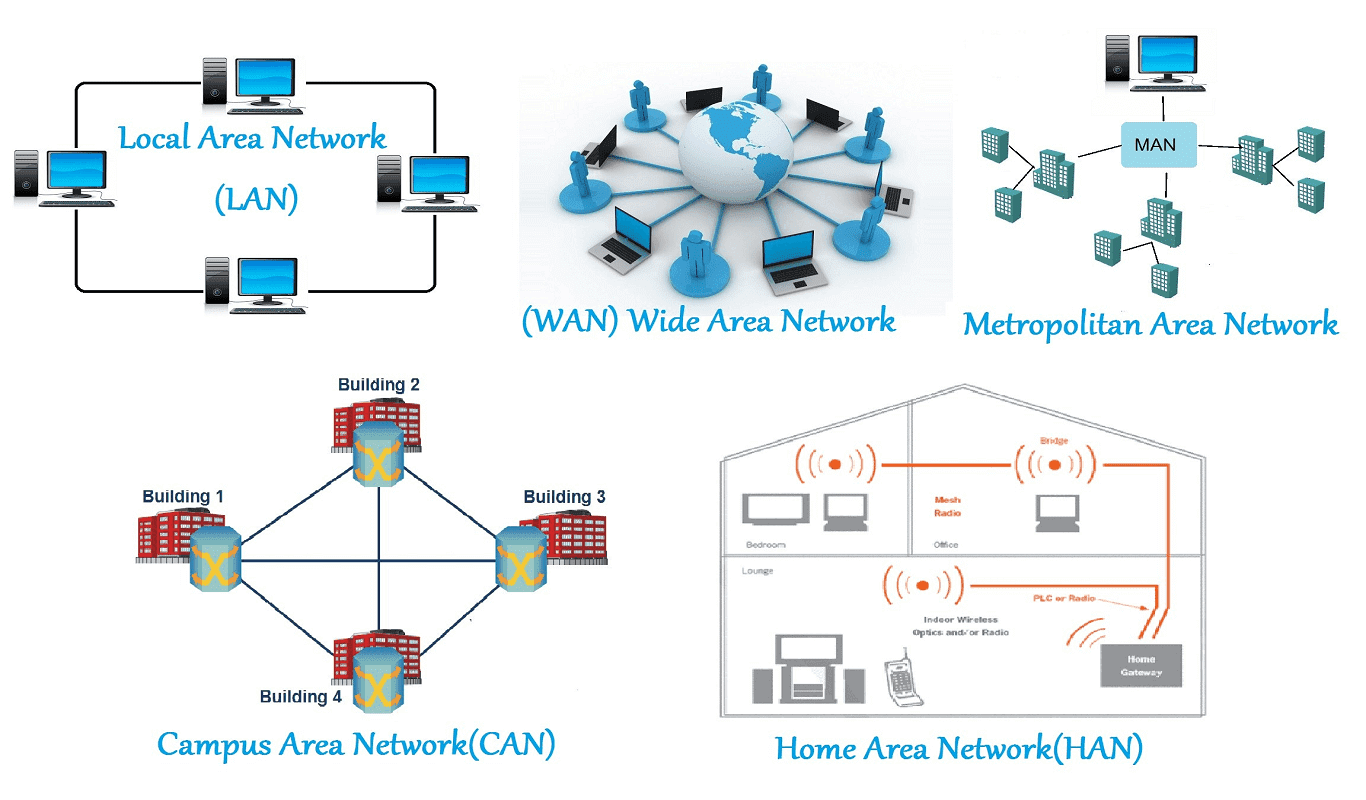 Local Area Network
(LAN)
(WAN) Wide Area Network
MAN
Metropolitan Area Network
Building 2
Building 1
Building 3
Building 4
Campus Area Network(CAN)
Bridge
Mesh
Radio
Bedroom
Office
Lounge
PLC or Radio
Indoor Wireless
Optics and/or Radio
Home
Gateway
Home Area Network(HAN)